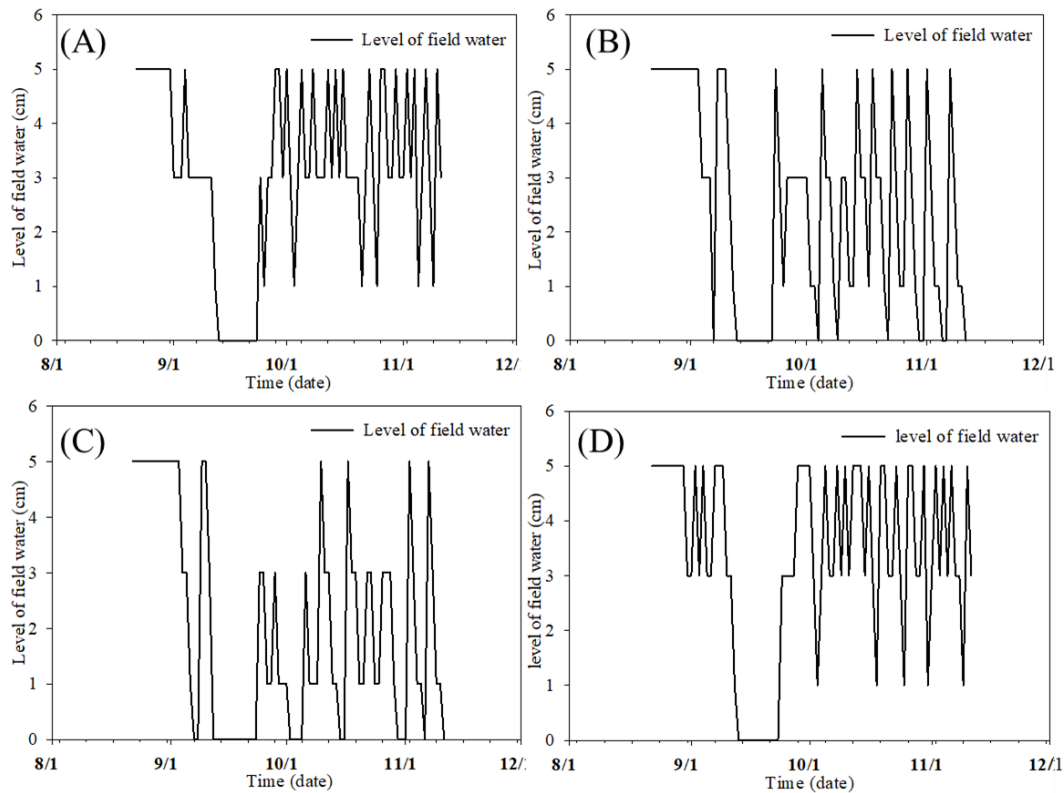 (A)
Level of field water
Level of field water (cm)
6
5
4
3
2
1
0
8/1 9/1 10/1 11/1 12/
Time (date)
(B)
Level of field water
Level of field water (cm)
6
5
4
3
2
1
0
8/1 9/1 10/1 11/1 12/1
Time (date)
(C)
Level of field water
Level of field water (cm)
6
5
4
3
2
1
0
8/1 9/1 10/1 11/1 12/
Time (date)
(D)
level of field water
level of field water (cm)
6
5
4
3
2
1
0
8/1 9/1 10/1 11/1 12/1
Time (date)